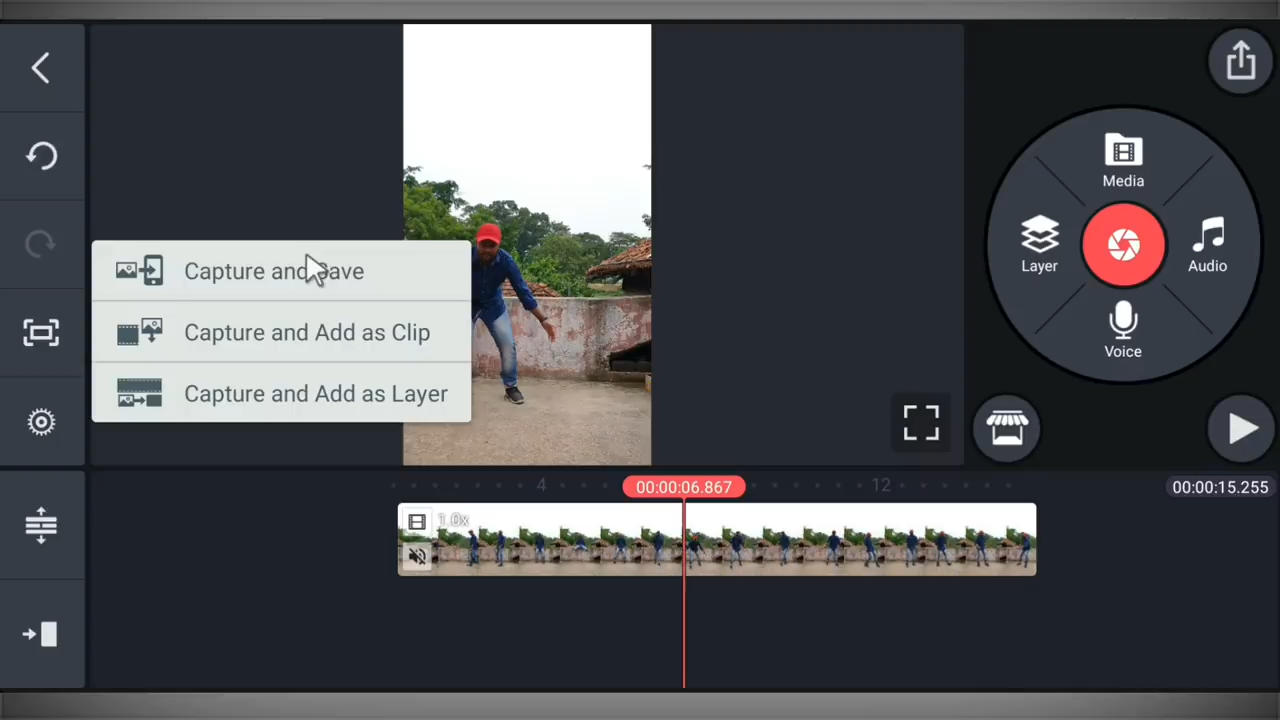 Media
Layer
Audio
Voice
Capture and Save
Capture and Add as Clip
Capture and Add as Layer
4
00:00:06.867
12
00:00:15.255
1.0x